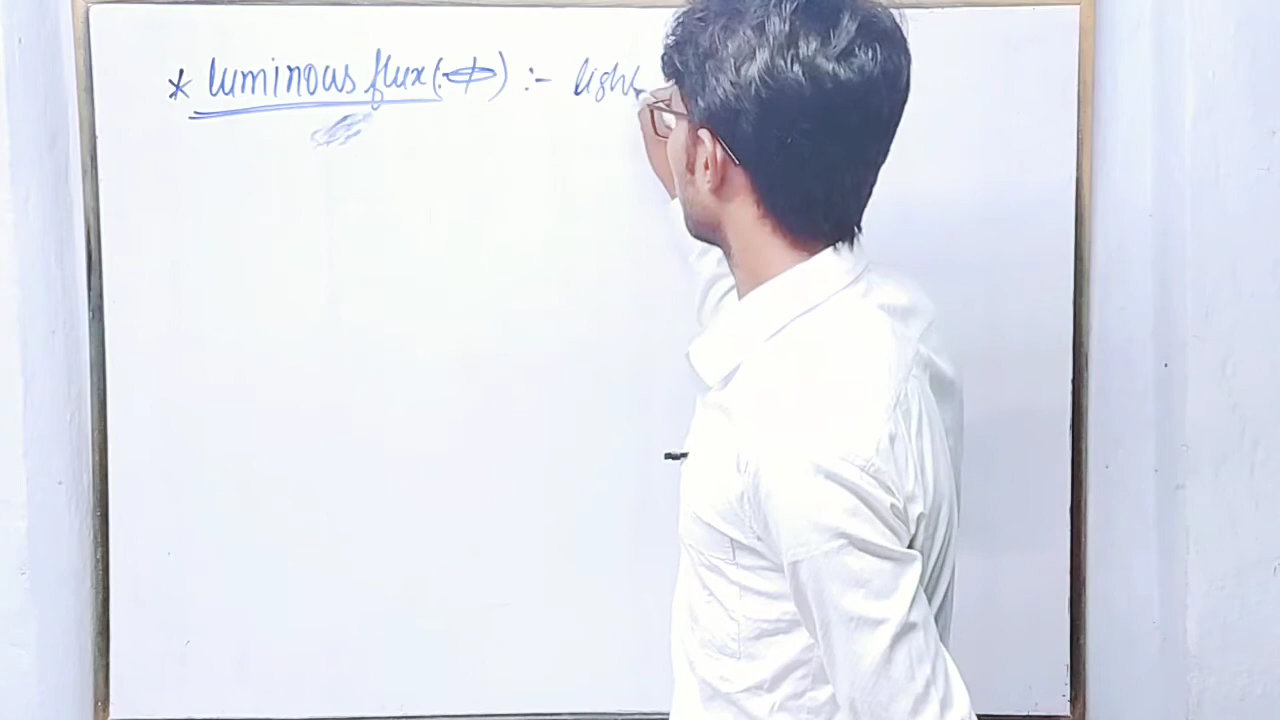 * luminous flux (Φ) :- light